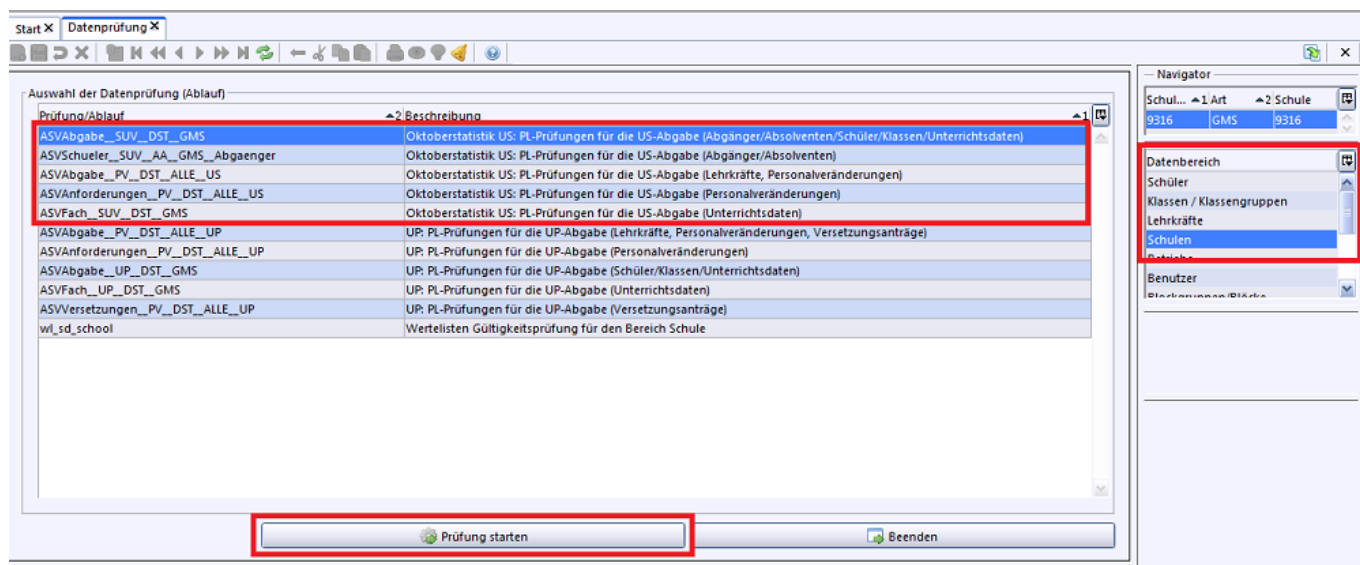 Start X Datenprüfung X
Navigator
Auswahl der Datenprüfung (Ablauf)
Schul... 1 Art 2 Schule
9316 GMS 9316
Prüfung/Ablauf 2 Beschreibung 1
ASVAbgabe__SUV__DST__GMS Oktoberstatistik US: PL-Prüfungen für die US-Abgabe (Abgänger/Absolventen/Schüler/Klassen/Unterrichtsdaten)
ASVSchueler__SUV__AA__GMS__Abgaenger Oktoberstatistik US: PL-Prüfungen für die US-Abgabe (Abgänger/Absolventen)
ASVAbgabe__PV__DST__ALLE__US Oktoberstatistik US: PL-Prüfungen für die US-Abgabe (Lehrkräfte, Personalveränderungen)
ASVAnforderungen__PV__DST__ALLE__US Oktoberstatistik US: PL-Prüfungen für die US-Abgabe (Personalveränderungen)
ASVFach__SUV__DST__GMS Oktoberstatistik US: PL-Prüfungen für die US-Abgabe (Unterrichtsdaten)
ASVAbgabe__PV__DST__ALLE__UP UP: PL-Prüfungen für die UP-Abgabe (Lehrkräfte, Personalveränderungen, Versetzungsanträge)
ASVAnforderungen__PV__DST__ALLE__UP UP: PL-Prüfungen für die UP-Abgabe (Personalveränderungen)
ASVAbgabe__UP__DST__GMS UP: PL-Prüfungen für die UP-Abgabe (Schüler/Klassen/Unterrichtsdaten)
ASVFach__UP__DST__GMS UP: PL-Prüfungen für die UP-Abgabe (Unterrichtsdaten)
ASVVersetzungen__PV__DST__ALLE__UP UP: PL-Prüfungen für die UP-Abgabe (Versetzungsanträge)
wl_sd_school Wertelisten Gültigkeitsprüfung für den Bereich Schule
Datenbereich
Schüler
Klassen / Klassengruppen
Lehrkräfte
Schulen
Betriebe
Benutzer
Blockgruppen/Blöcke
Prüfung starten Beenden